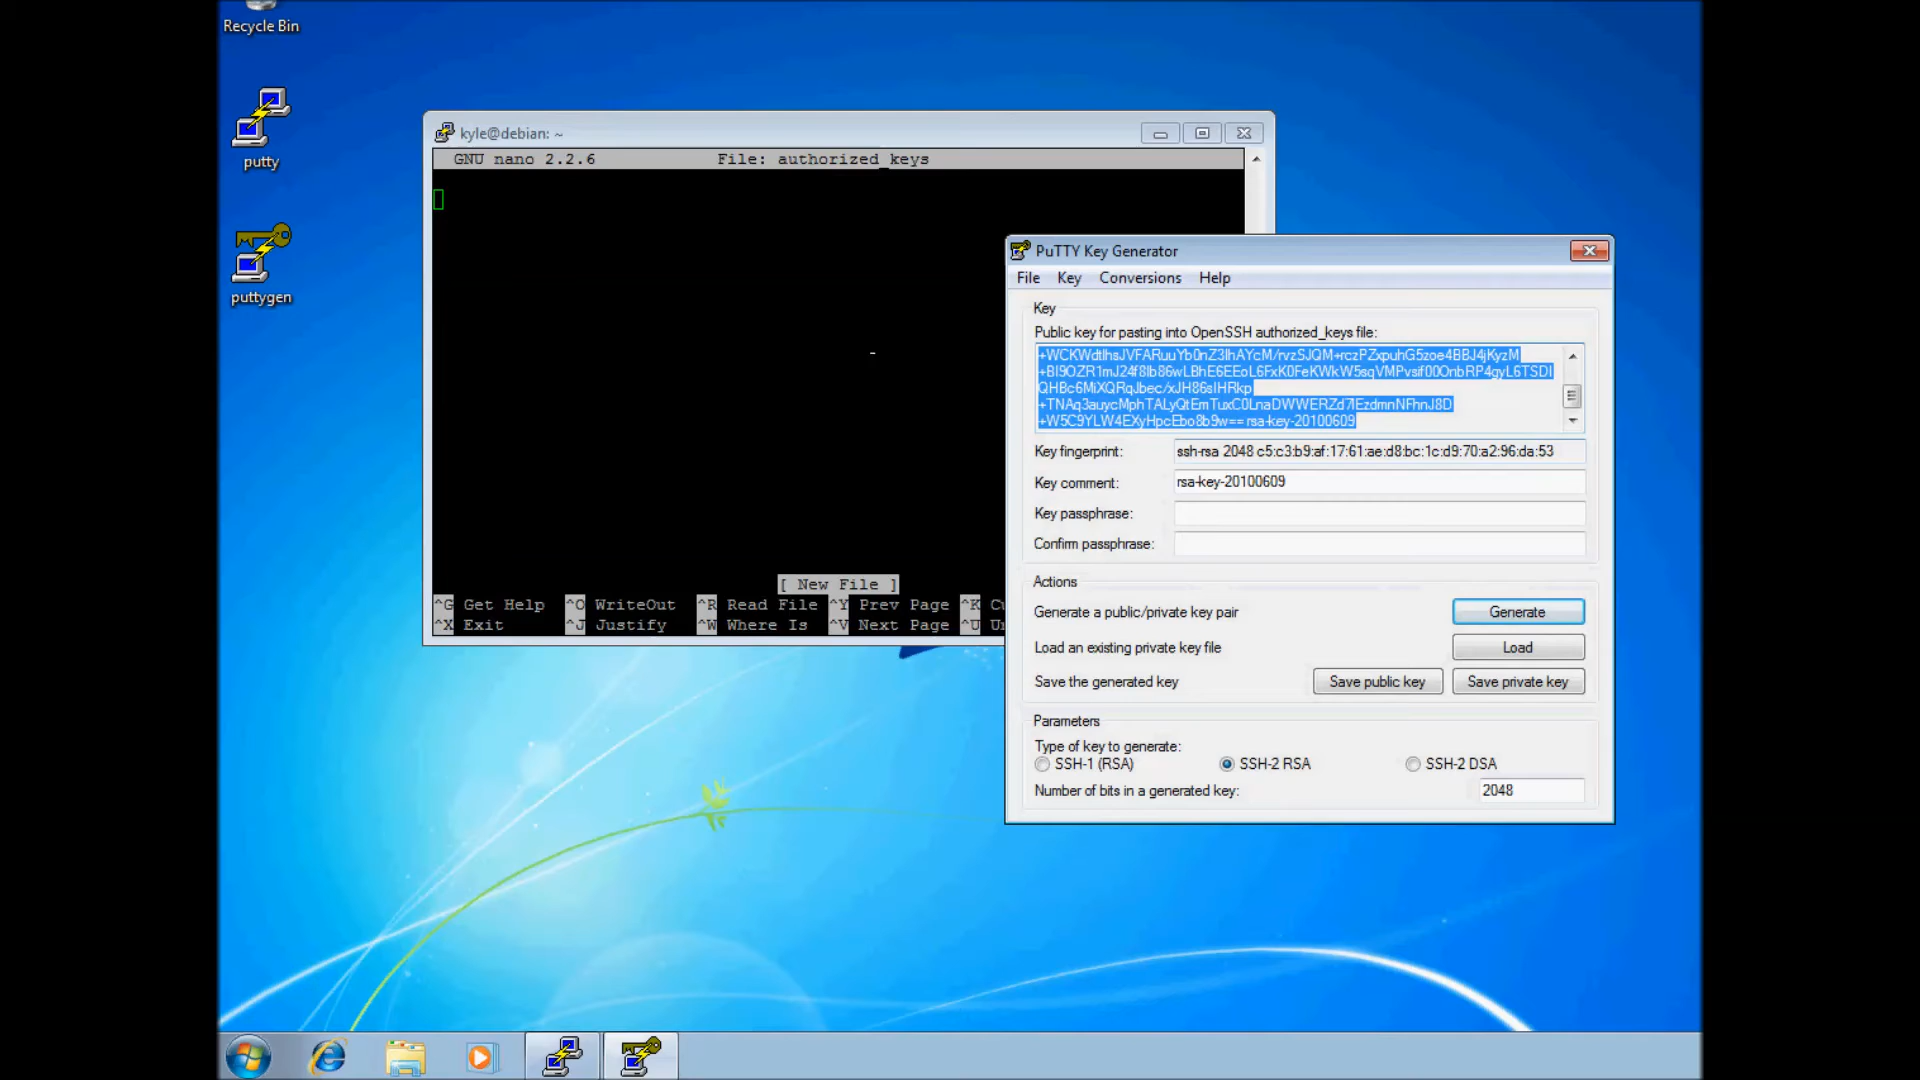 Recycle Bin
putty
puttygen
kyle@debian: ~
GNU nano 2.2.6 File: authorized_keys
[ New File ]
^G Get Help ^O WriteOut ^R Read File ^Y Prev Page ^K
^X Exit ^J Justify ^W Where Is ^V Next Page ^U
PuTTY Key Generator
File Key Conversions Help
Key
Public key for pasting into OpenSSH authorized_keys file:
+TNAq3auycMphTALyQtEmTuxC0LnaDWWERZd7lEzdmnNFhnJ8D
+W5C9YLW4EXyHpcEbo8b9w== rsa-key-20100609
Key fingerprint: ssh-rsa 2048 c5:c3:b9:af:17:61:ae:d8:bc:1c:d9:70:a2:96:da:53
Key comment: rsa-key-20100609
Key passphrase:
Confirm passphrase:
Actions
Generate a public/private key pair Generate
Load an existing private key file Load
Save the generated key Save public key Save private key
Parameters
Type of key to generate:
SSH-1 (RSA) SSH-2 RSA SSH-2 DSA
Number of bits in a generated key: 2048